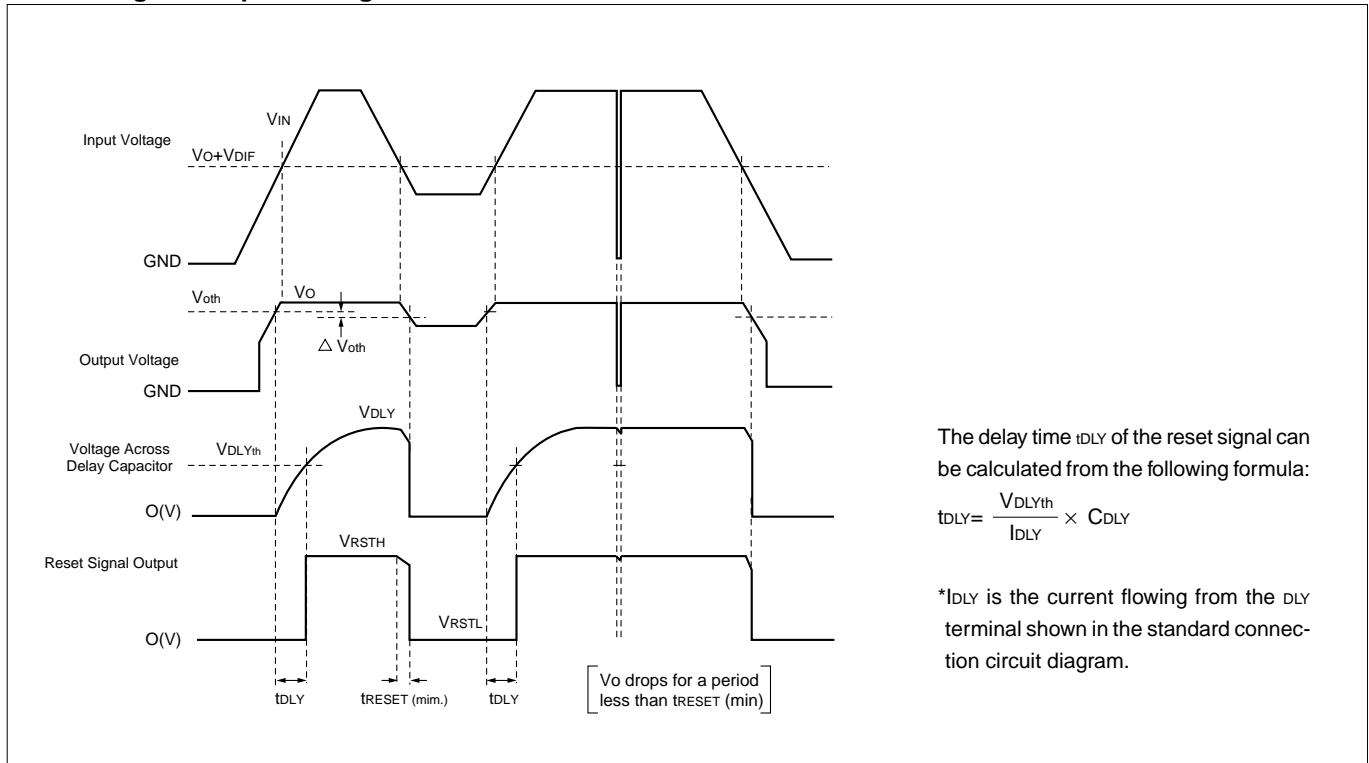 VIN
Input Voltage
VO+VDIF
GND
Voth
VO
△ Voth
Output Voltage
GND
VDLY
Voltage Across
Delay Capacitor
VDLYth
O(V)
VRSTH
Reset Signal Output
VRSTL
O(V)
tDLY
tRESET (mim.)
tDLY
Vo drops for a period
less than tRESET (min)
The delay time tDLY of the reset signal can
be calculated from the following formula:
tDLY= VDLYth / IDLY × CDLY
*IDLY is the current flowing from the DLY
terminal shown in the standard connec-
tion circuit diagram.